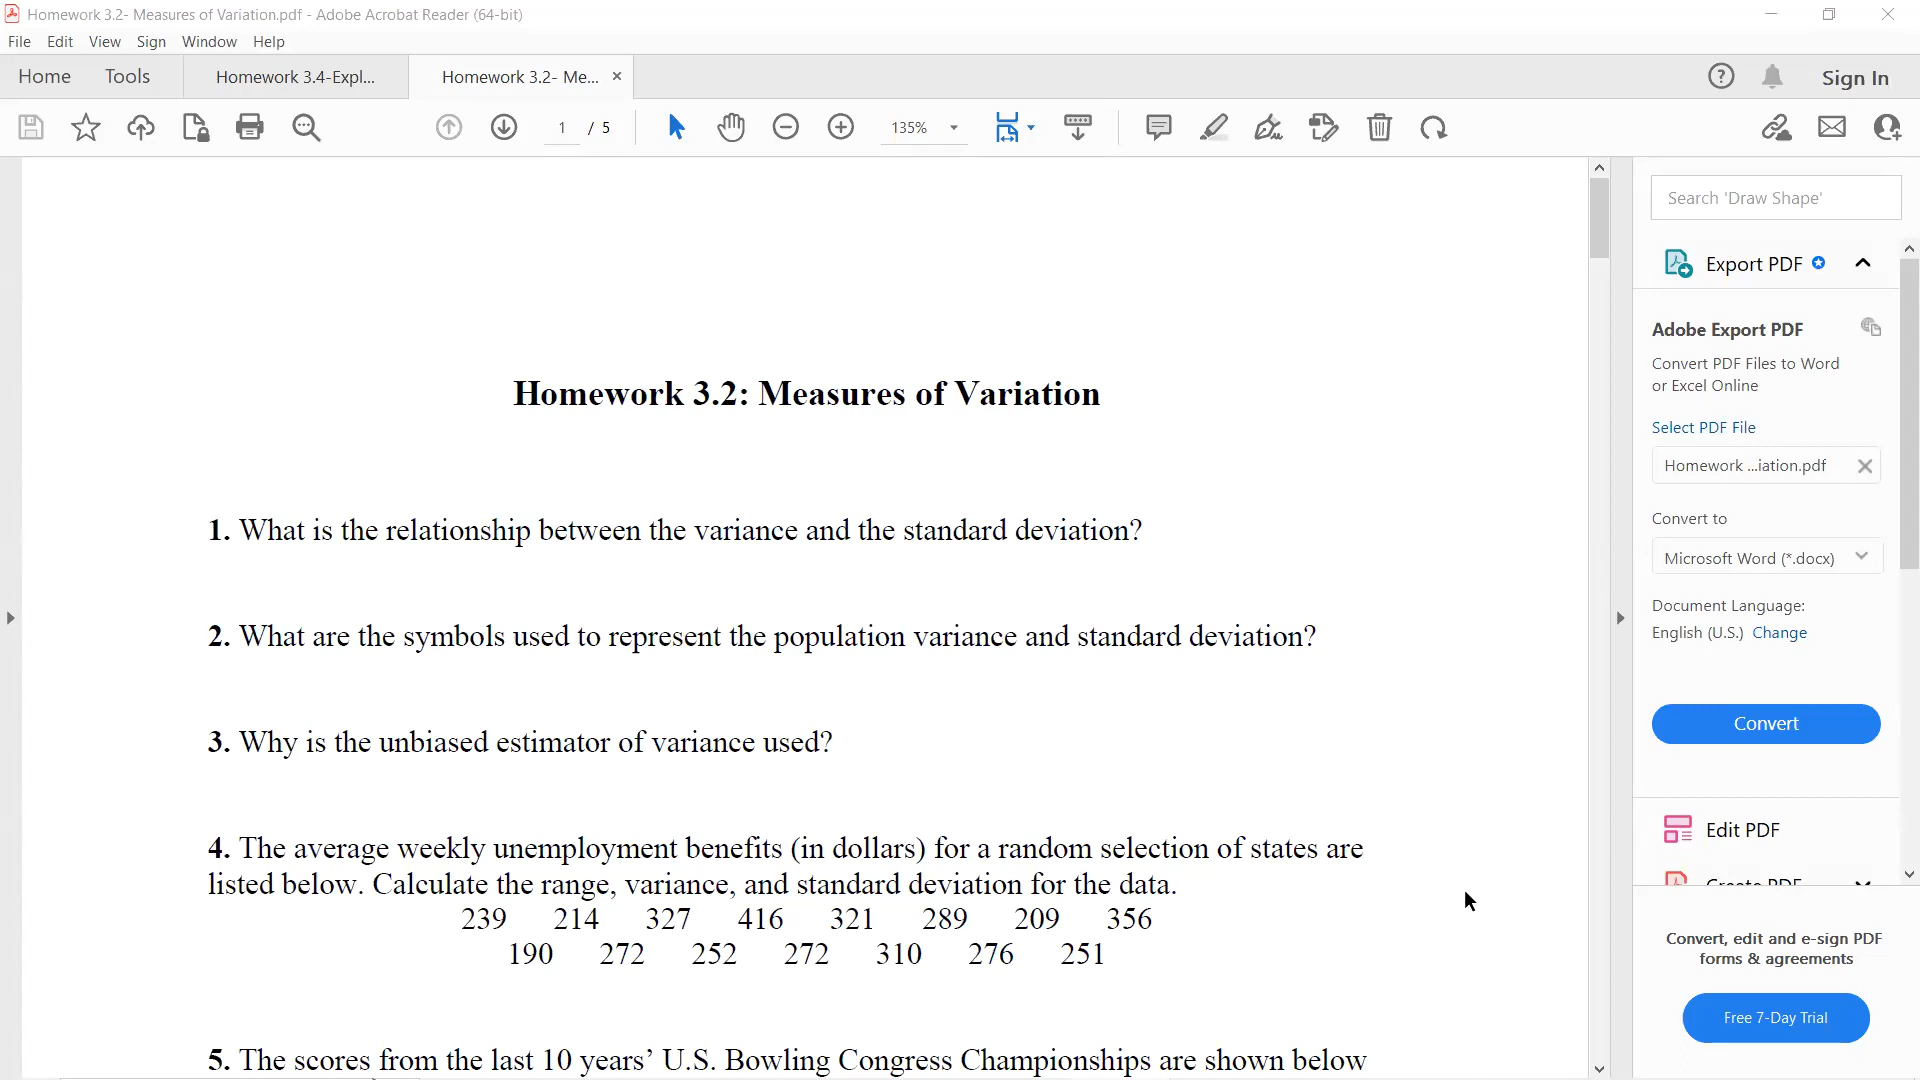 Homework 3.2- Measures of Variation.pdf - Adobe Acrobat Reader (64-bit)
File Edit View Sign Window Help
Home Tools Homework 3.4-Expl... Homework 3.2- Me... × Sign In
1 / 5 135%
Search 'Draw Shape'
Export PDF
Adobe Export PDF
Convert PDF Files to Word
or Excel Online
Select PDF File
Homework ...iation.pdf
Convert to
Microsoft Word (*.docx)
Document Language:
English (U.S.) Change
Convert
Edit PDF
Create PDF
Convert, edit and e-sign PDF
forms & agreements
Free 7-Day Trial
Homework 3.2: Measures of Variation
1. What is the relationship between the variance and the standard deviation?
2. What are the symbols used to represent the population variance and standard deviation?
3. Why is the unbiased estimator of variance used?
4. The average weekly unemployment benefits (in dollars) for a random selection of states are
listed below. Calculate the range, variance, and standard deviation for the data.
239 214 327 416 321 289 209 356
190 272 252 272 310 276 251
5. The scores from the last 10 years’ U.S. Bowling Congress Championships are shown below